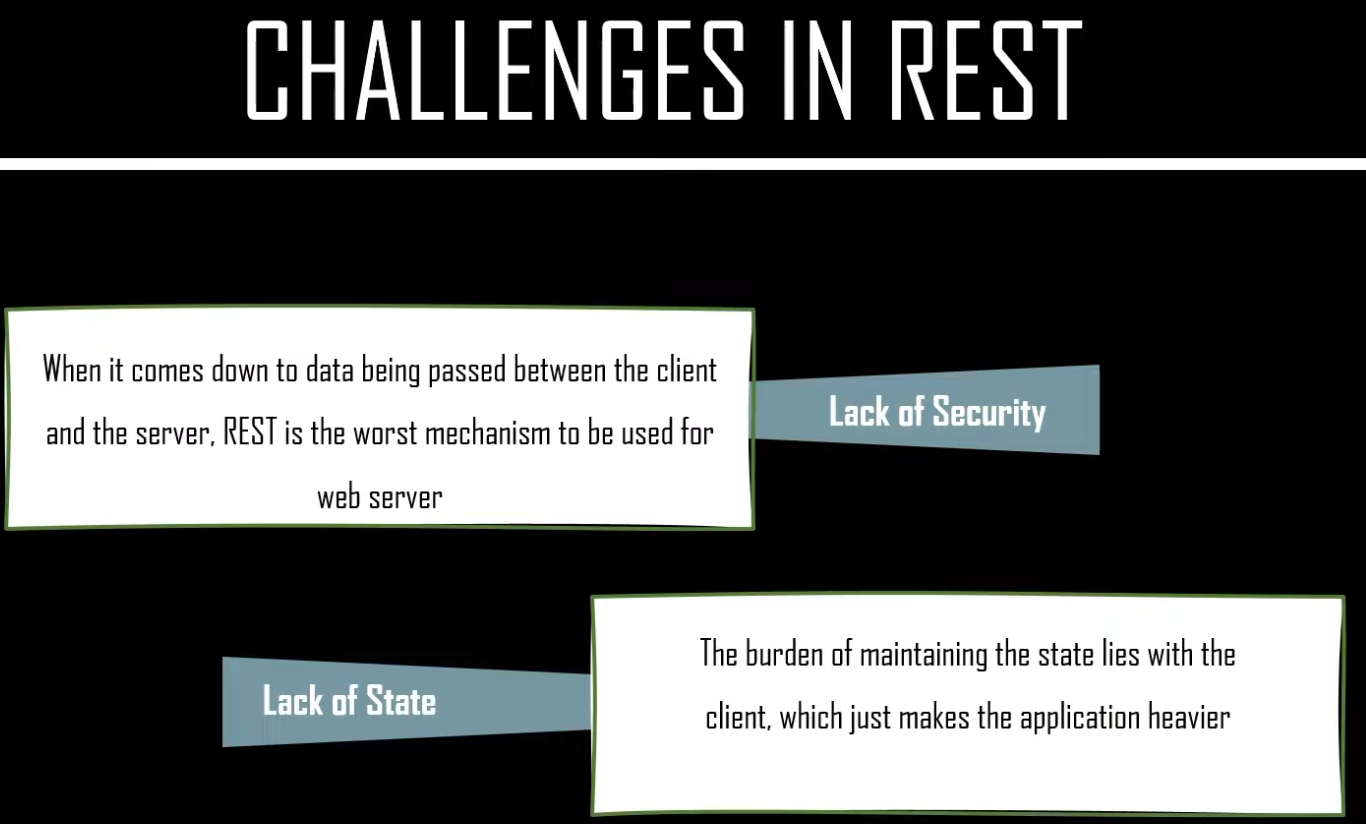 CHALLENGES IN REST
When it comes down to data being passed between the client
and the server, REST is the worst mechanism to be used for
web server
Lack of Security
Lack of State
The burden of maintaining the state lies with the
client, which just makes the application heavier